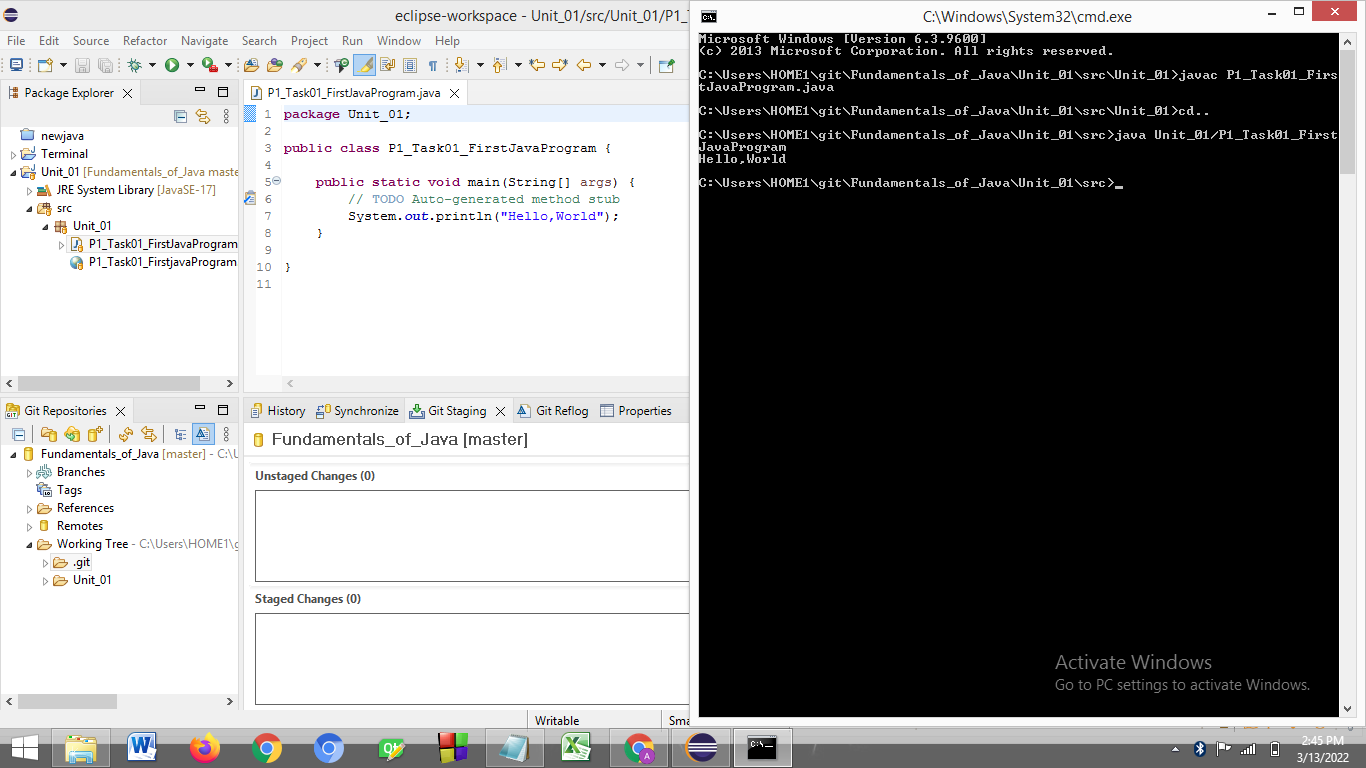 eclipse-workspace - Unit_01/src/Unit_01/P1_T
File Edit Source Refactor Navigate Search Project Run Window Help
Package Explorer
newjava
Terminal
Unit_01 [Fundamentals_of_Java maste
JRE System Library [JavaSE-17]
src
Unit_01
P1_Task01_FirstJavaProgram
P1_Task01_FirstjavaProgram
P1_Task01_FirstJavaProgram.java
1 package Unit_01;
2
3 public class P1_Task01_FirstJavaProgram {
4
5 public static void main(String[] args) {
6 // TODO Auto-generated method stub
7 System.out.println("Hello,World");
8 }
9
10 }
11
Git Repositories
Fundamentals_of_Java [master] - C:\U
Branches
Tags
References
Remotes
Working Tree - C:\Users\HOME1\g
.git
Unit_01
History Synchronize Git Staging Git Reflog Properties
Fundamentals_of_Java [master]
Unstaged Changes (0)
Staged Changes (0)
Writable
Sma
C:\Windows\System32\cmd.exe
Microsoft Windows [Version 6.3.9600]
(c) 2013 Microsoft Corporation. All rights reserved.
C:\Users\HOME1\git\Fundamentals_of_Java\Unit_01\src\Unit_01>javac P1_Task01_Firs
tJavaProgram.java
C:\Users\HOME1\git\Fundamentals_of_Java\Unit_01\src\Unit_01>cd..
C:\Users\HOME1\git\Fundamentals_of_Java\Unit_01\src>java Unit_01/P1_Task01_First
JavaProgram
Hello,World
C:\Users\HOME1\git\Fundamentals_of_Java\Unit_01\src>_
Activate Windows
Go to PC settings to activate Windows.
2:45 PM
3/13/2022